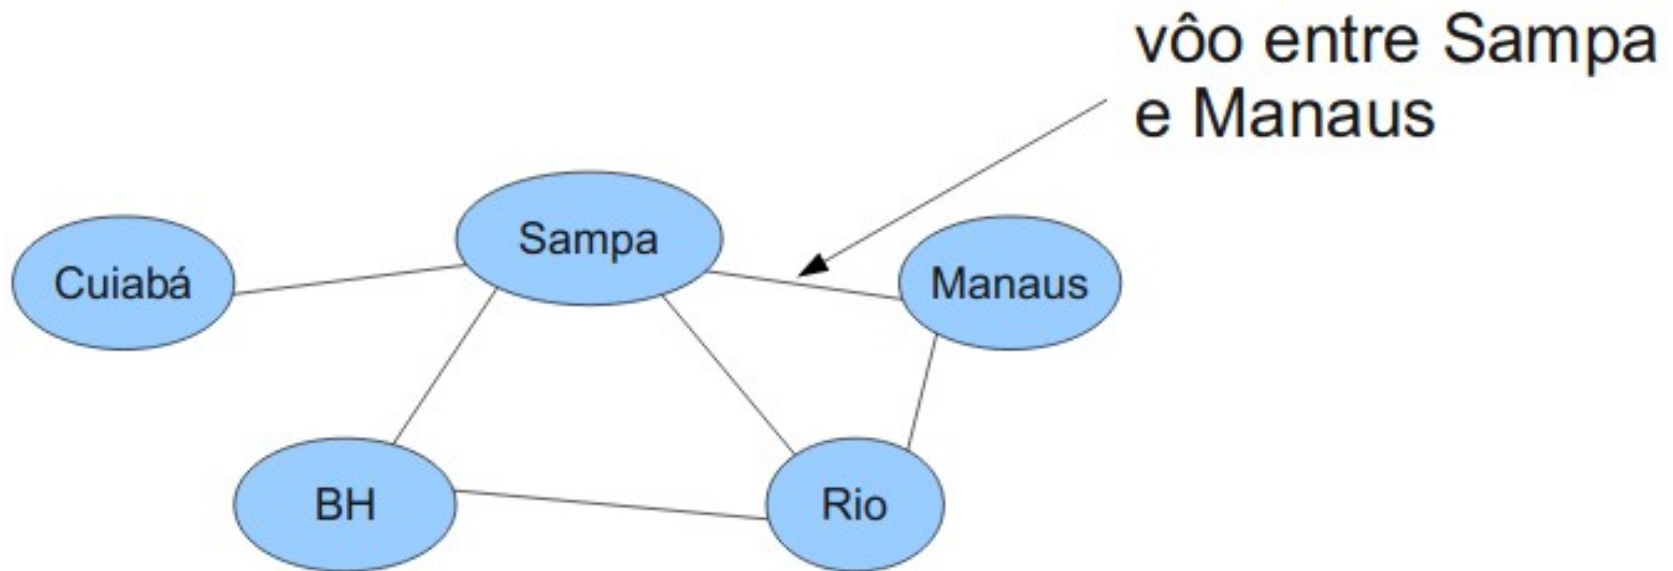 vôo entre Sampa
e Manaus
Sampa
Cuiabá
Manaus
BH
Rio